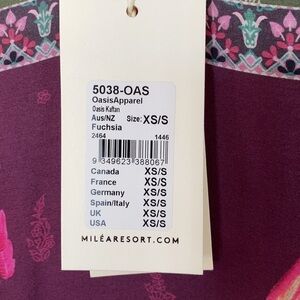 5038-OAS
OasisApparel
Oasis Kaftan
Aus/NZ Size: XS/S
Fuchsia
2464 1446
9 349623 388067
Canada XS/S
France XS/S
Germany XS/S
Spain/Italy XS/S
UK XS/S
USA XS/S
MILÉARESORT.COM